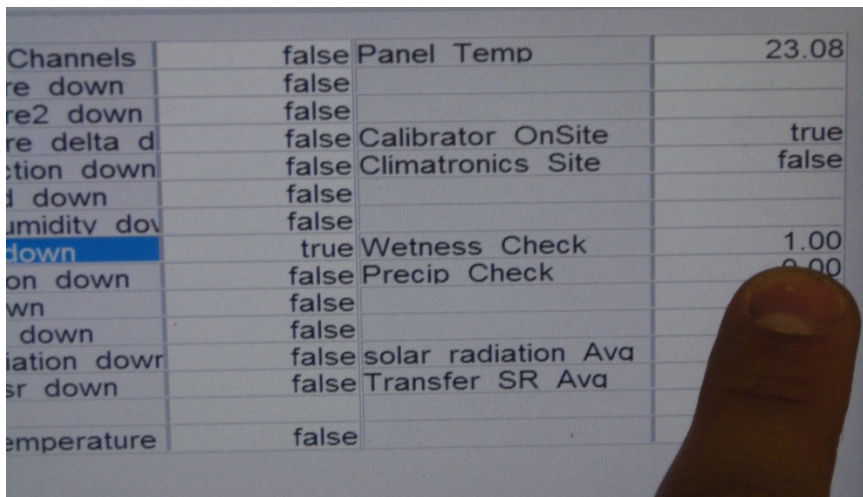 Channels false Panel Temp 23.08
re down false
re2 down false
re delta d false Calibrator OnSite true
ction down false Climatronics Site false
d down false
umidity dov false
down true Wetness Check 1.00
on down false Precip Check 0.00
wn false
down false
iation down false solar radiation Avg
sr down false Transfer SR Avg
emperature false